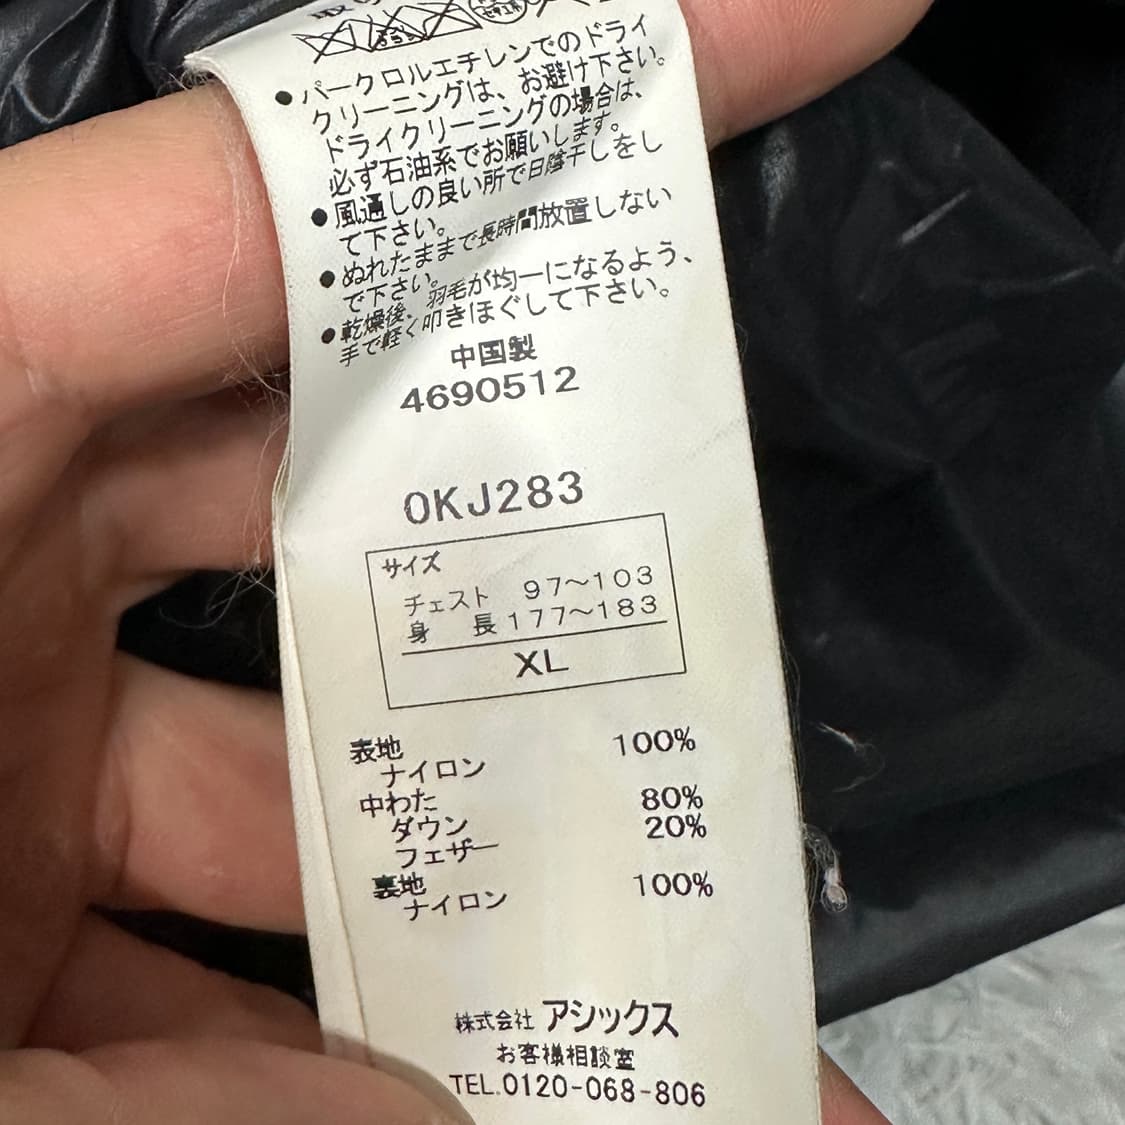 ・パークロルエチレンでのドライ
クリーニングは、お避け下さい。
ドライクリーニングの場合は、
必ず石油系でお願いします。
・風通しの良い所で日陰干しをし
て下さい。
・ぬれたままで長時間放置しない
で下さい。
・乾燥後、羽毛が均一になるよう、
手で軽く叩きほぐして下さい。
中国製
4690512
OKJ283
サイズ
チェスト 97〜103
身 長 177〜183
XL
表地
ナイロン 100%
中わた
ダウン 80%
フェザー 20%
裏地
ナイロン 100%
株式会社 アシックス
お客様相談室
TEL.0120-068-806